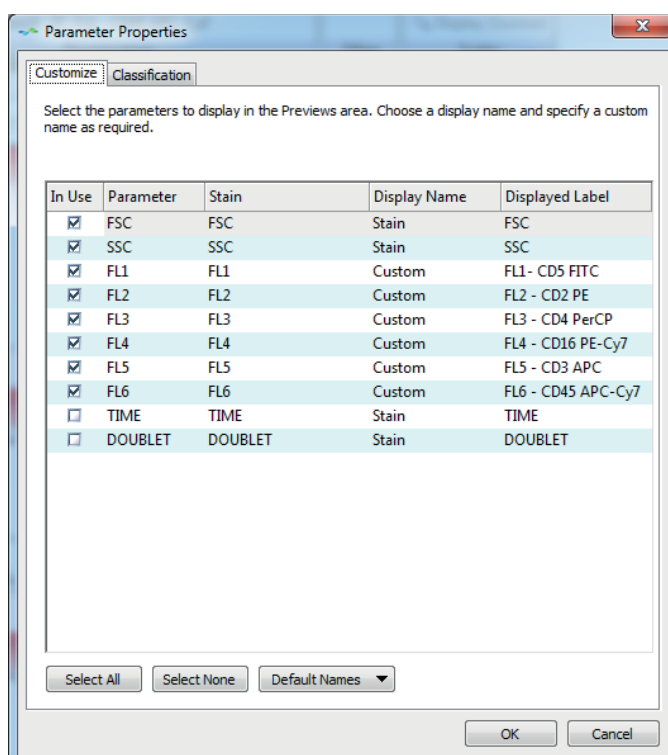 Parameter Properties
Customize Classification
Select the parameters to display in the Previews area. Choose a display name and specify a custom
name as required.
In Use Parameter Stain Display Name Displayed Label
FSC FSC Stain FSC
SSC SSC Stain SSC
FL1 FL1 Custom FL1- CD5 FITC
FL2 FL2 Custom FL2 - CD2 PE
FL3 FL3 Custom FL3 - CD4 PerCP
FL4 FL4 Custom FL4 - CD16 PE-Cy7
FL5 FL5 Custom FL5 - CD3 APC
FL6 FL6 Custom FL6 - CD45 APC-Cy7
TIME TIME Stain TIME
DOUBLET DOUBLET Stain DOUBLET
Select All Select None Default Names
OK Cancel